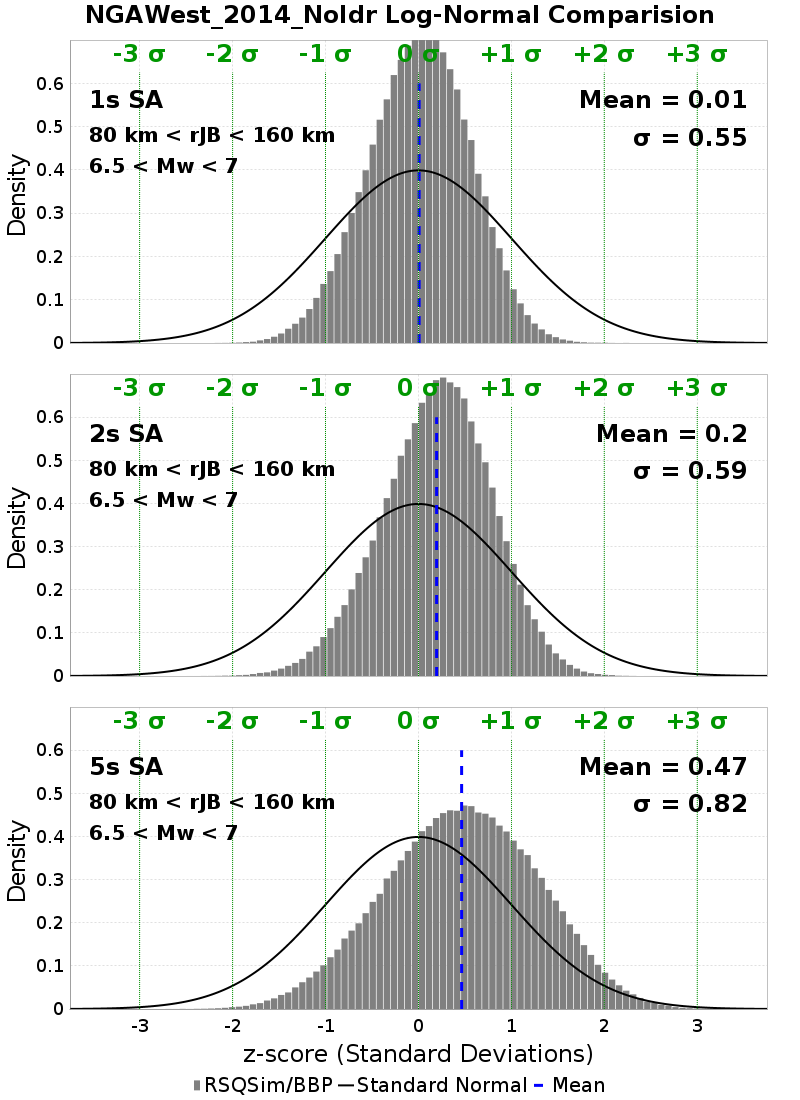 NGAWest_2014_NoIdr Log-Normal Comparision
-3 σ -2 σ -1 σ 0 σ +1 σ +2 σ +3 σ
1s SA
Mean = 0.01
80 km < rJB < 160 km
σ = 0.55
6.5 < Mw < 7
0.6
0.5
0.4
0.3
0.2
0.1
0
Density
-3 σ -2 σ -1 σ 0 σ +1 σ +2 σ +3 σ
2s SA
Mean = 0.2
80 km < rJB < 160 km
σ = 0.59
6.5 < Mw < 7
0.6
0.5
0.4
0.3
0.2
0.1
0
Density
-3 σ -2 σ -1 σ 0 σ +1 σ +2 σ +3 σ
5s SA
Mean = 0.47
80 km < rJB < 160 km
σ = 0.82
6.5 < Mw < 7
0.6
0.5
0.4
0.3
0.2
0.1
0
Density
-3 -2 -1 0 1 2 3
z-score (Standard Deviations)
RSQSim/BBP Standard Normal Mean